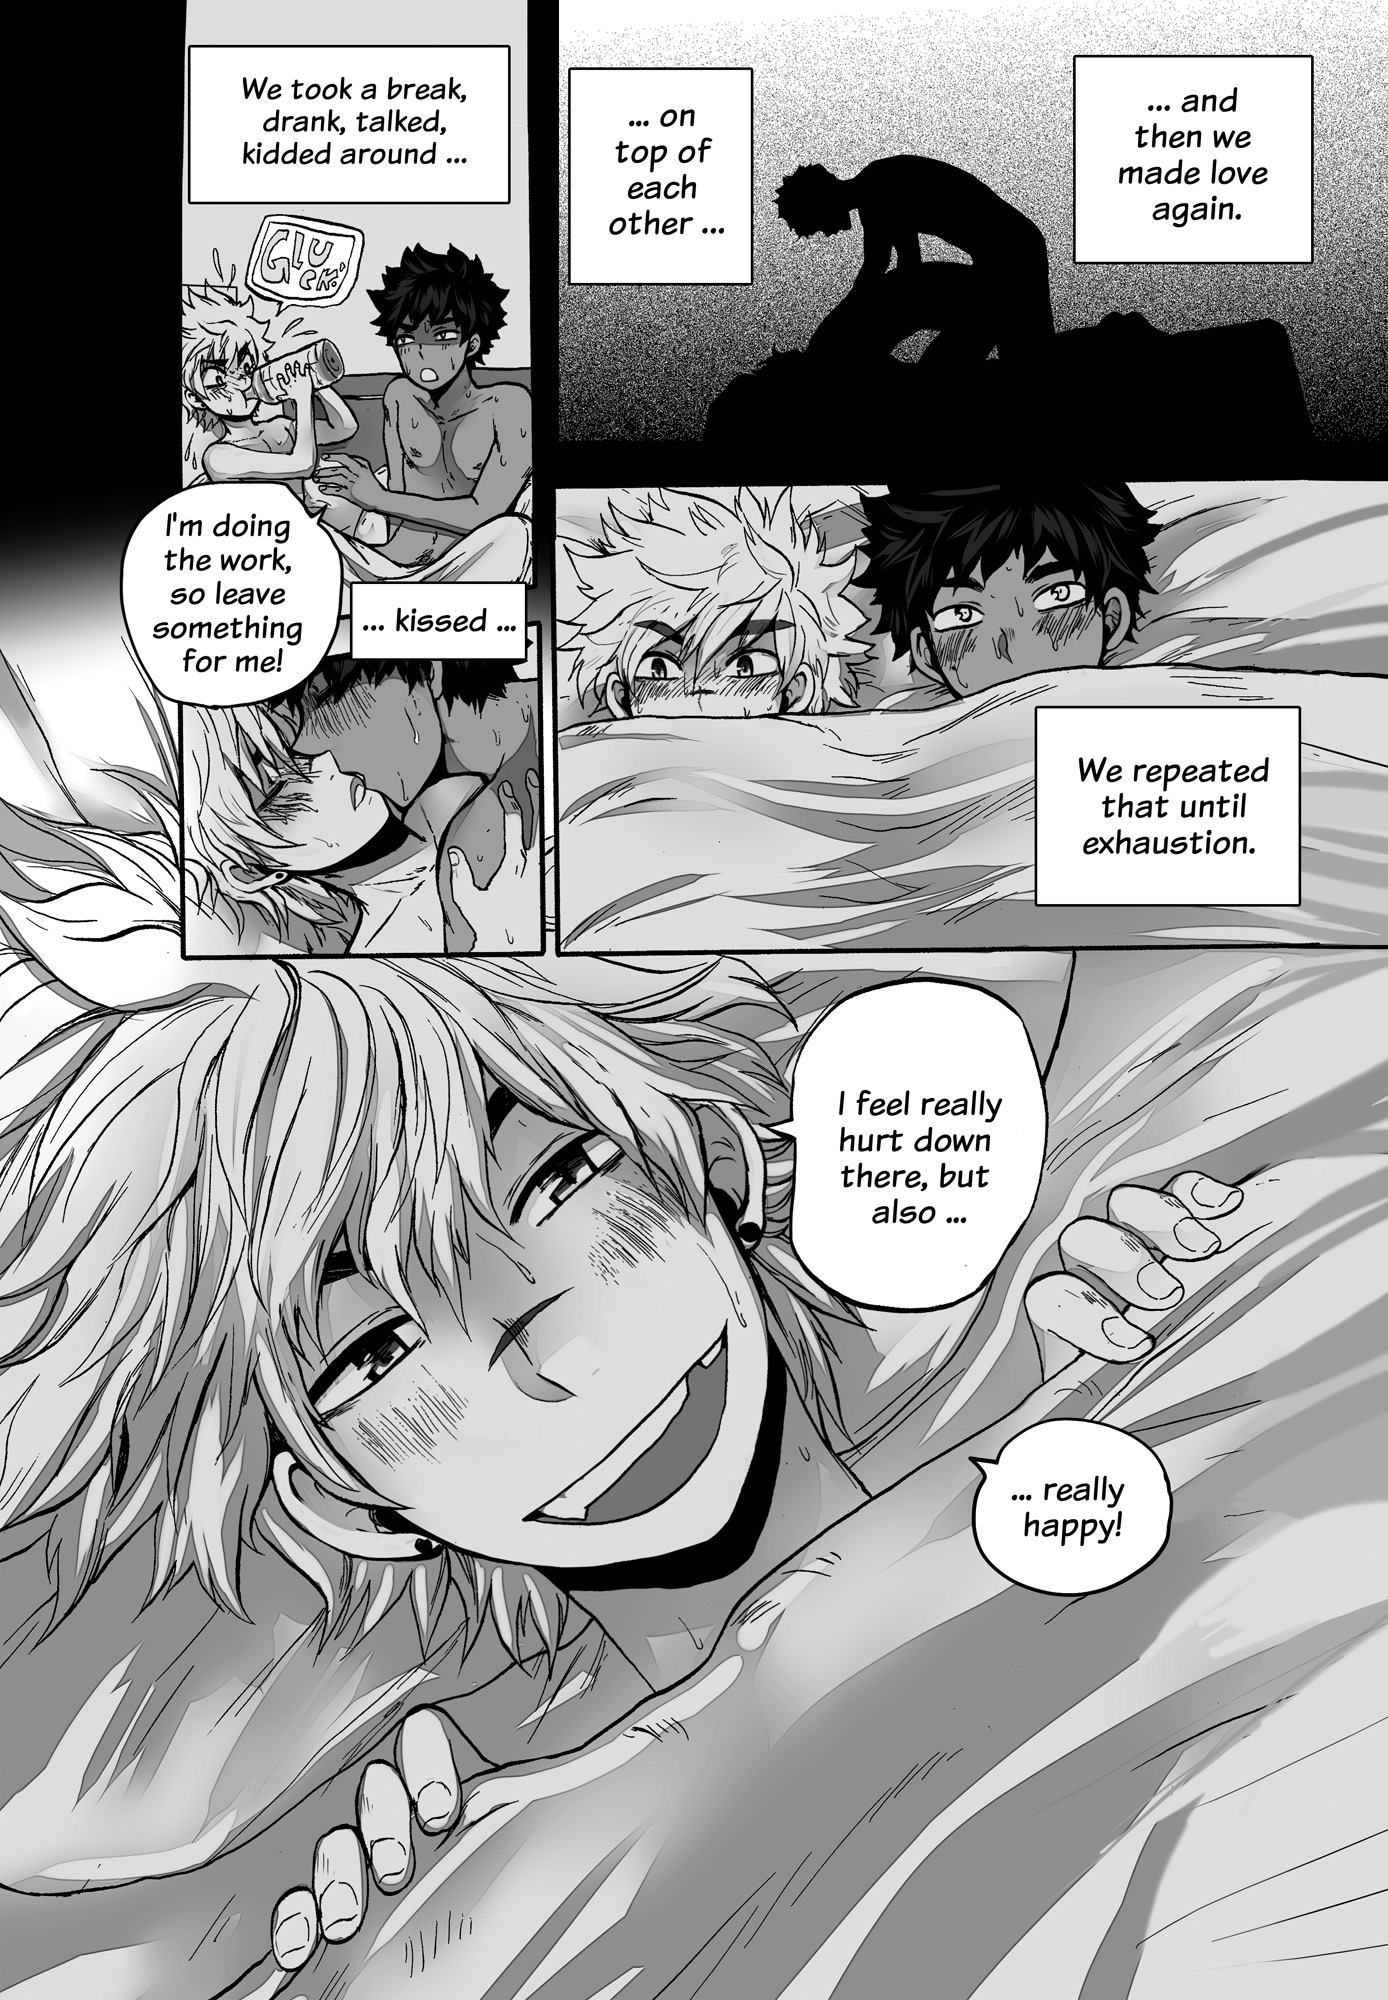 We took a break,
drank, talked,
kidded around ...
GLU
CK!
I'm doing
the work,
so leave
something
for me!
... kissed ...
... on
top of
each
other ...
... and
then we
made love
again.
We repeated
that until
exhaustion.
I feel really
hurt down
there, but
also ...
... really
happy!